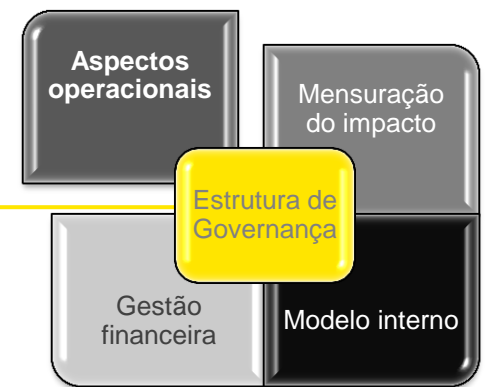 Aspectos
operacionais
Mensuração
do impacto
Estrutura de
Governança
Gestão
financeira
Modelo interno